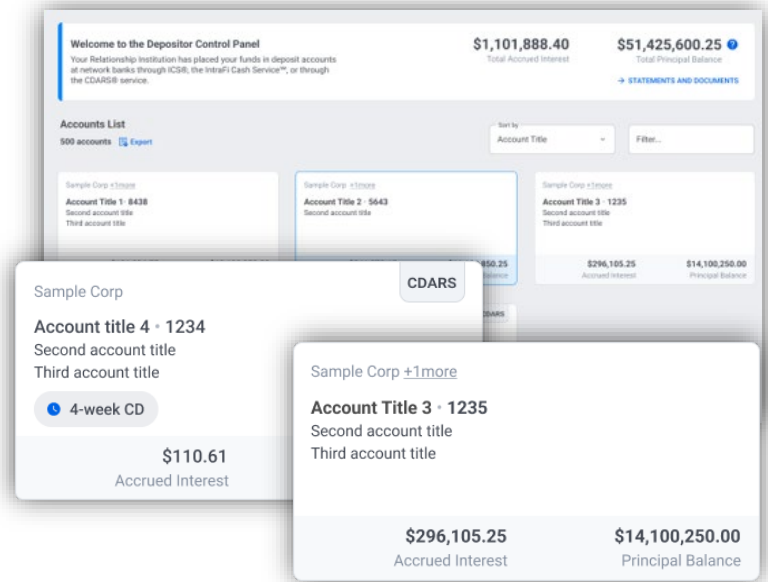 Welcome to the Depositor Control Panel
Your Relationship Institution has placed your funds in deposit accounts
at network banks through ICS®, the IntraFi Cash Service℠, or through
the CDARS® service.
$1,101,888.40
Total Accrued Interest
$51,425,600.25 ?
Total Principal Balance
→ STATEMENTS AND DOCUMENTS
Accounts List
500 accounts Export
Sort by
Account Title
Filter...
Sample Corp +1more
Account Title 1 · 8438
Second account title
Third account title
Sample Corp +1more
Account Title 2 · 5643
Second account title
Sample Corp +1more
Account Title 3 · 1235
Second account title
Third account title
$296,105.25
Accrued Interest
$14,100,250.00
Principal Balance
850.25
Balance
CDARS
Sample Corp
CDARS
Account title 4 • 1234
Second account title
Third account title
4-week CD
$110.61
Accrued Interest
Sample Corp +1more
Account Title 3 • 1235
Second account title
Third account title
$296,105.25
Accrued Interest
$14,100,250.00
Principal Balance